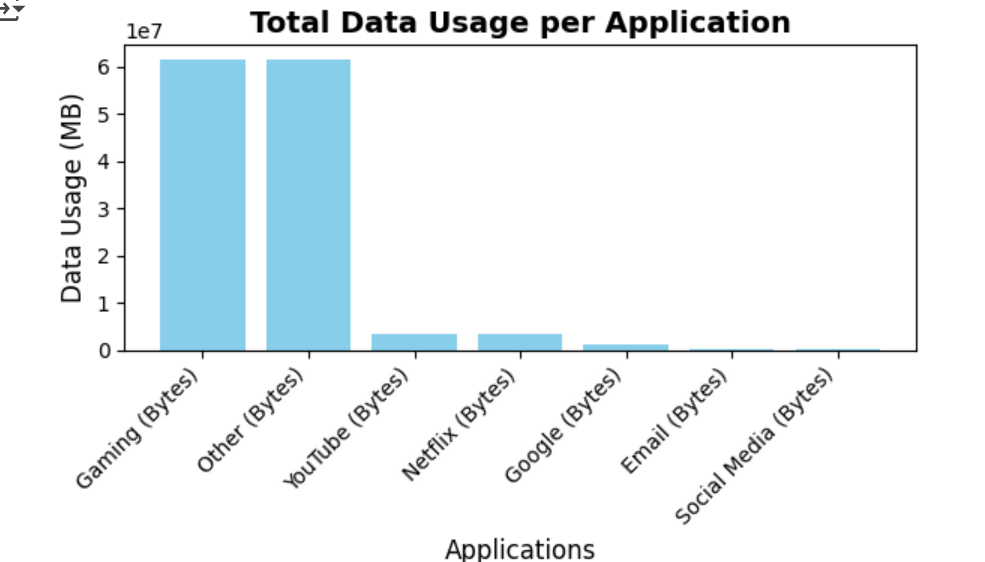 Total Data Usage per Application
1e7
Data Usage (MB)
6
5
4
3
2
1
0
Gaming (Bytes)
Other (Bytes)
YouTube (Bytes)
Netflix (Bytes)
Google (Bytes)
Email (Bytes)
Social Media (Bytes)
Applications